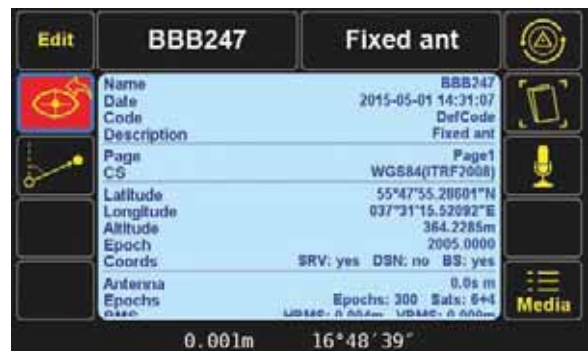 Edit BBB247 Fixed ant
Name BBB247
Date 2015-05-01 14:31:07
Code DefCode
Description Fixed ant
Page Page1
CS WGS84(ITRF2008)
Latitude 55°47'55.28601"N
Longitude 037°31'15.52092"E
Altitude 364.2285m
Epoch 2005.0000
Coords SRV: yes DSN: no BS: yes
Antenna 0.0s m
Epochs Epochs: 300 Sats: 6+4
Media
0.001m 16°48'39"